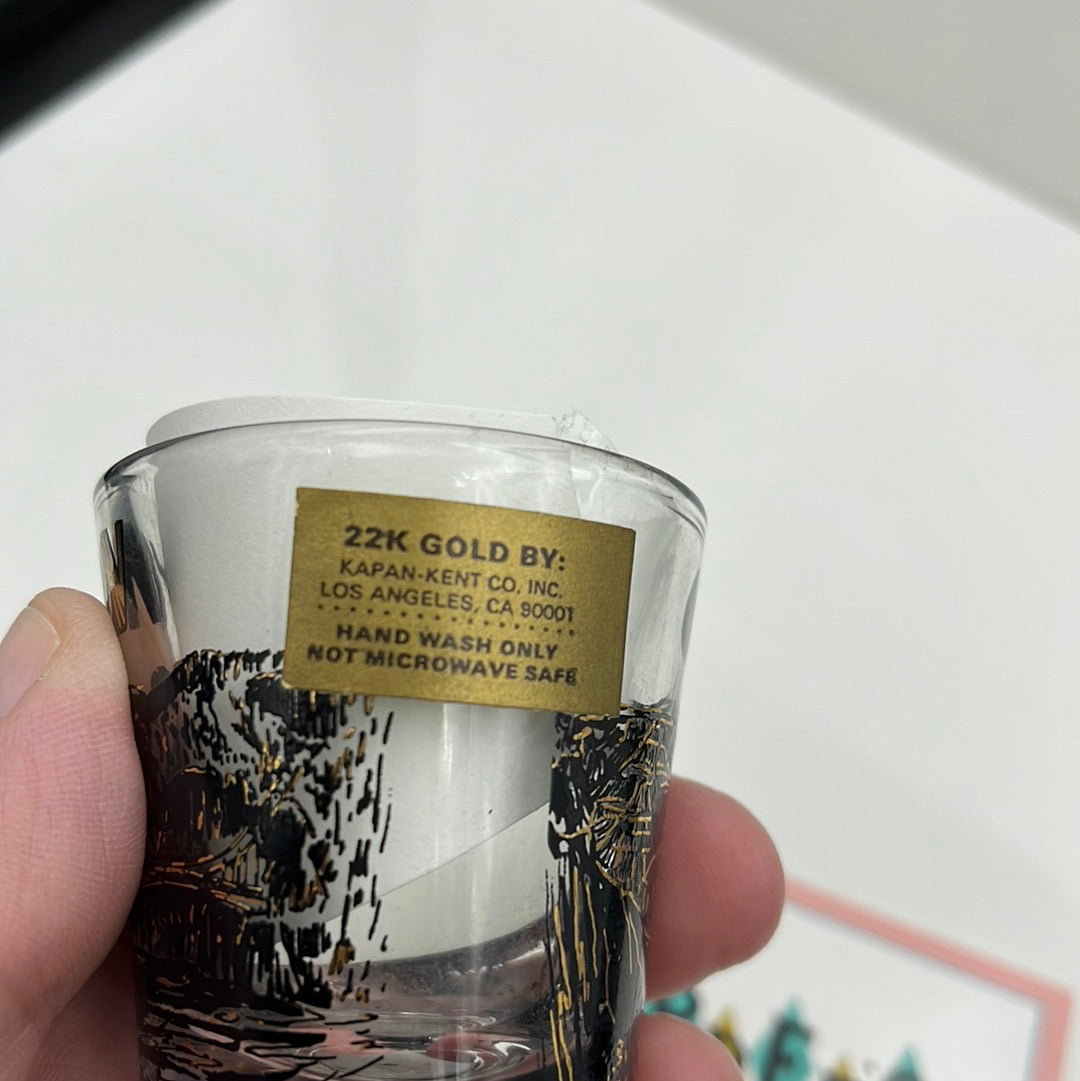 22K GOLD BY:
KAPAN-KENT CO. INC.
LOS ANGELES, CA 90001
HAND WASH ONLY
NOT MICROWAVE SAFE